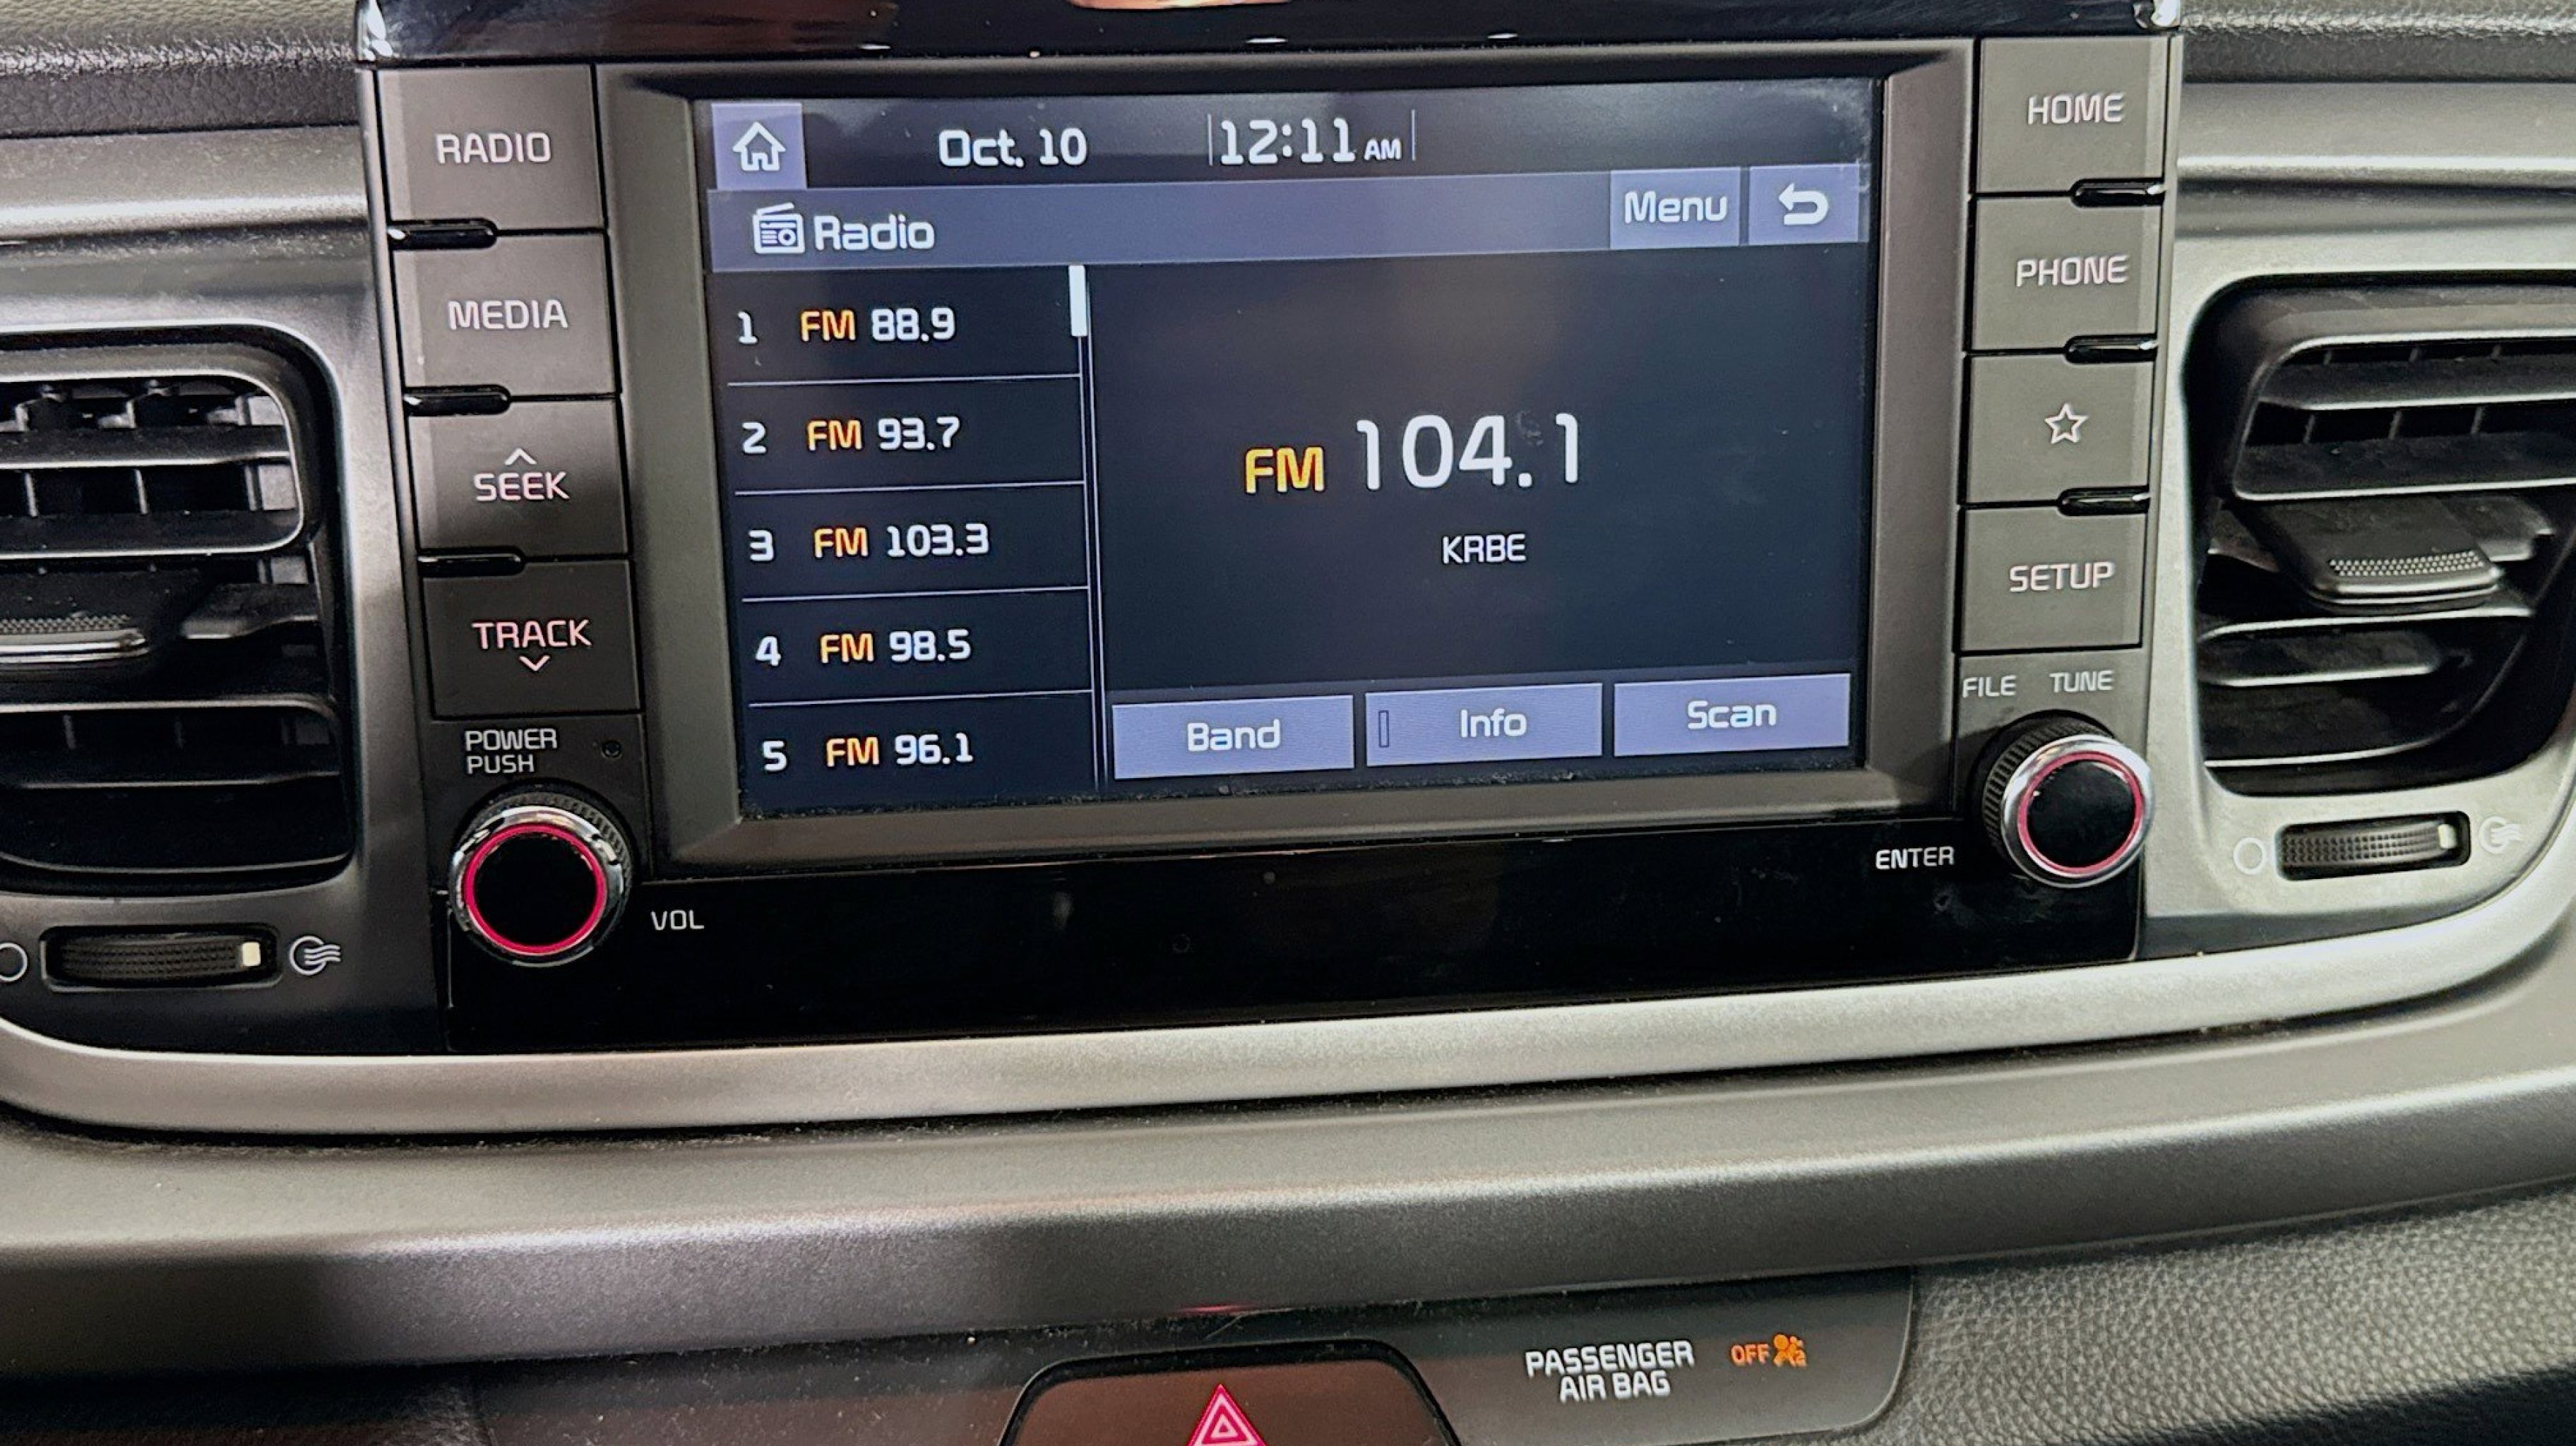 RADIO
MEDIA
SEEK
TRACK
POWER
PUSH
VOL
Oct. 10 12:11 AM
Radio Menu
1 FM 88.9
2 FM 93.7
3 FM 103.3
4 FM 98.5
5 FM 96.1
FM 104.1
KRBE
Band Info Scan
HOME
PHONE
SETUP
FILE TUNE
ENTER
PASSENGER
AIR BAG
OFF 2